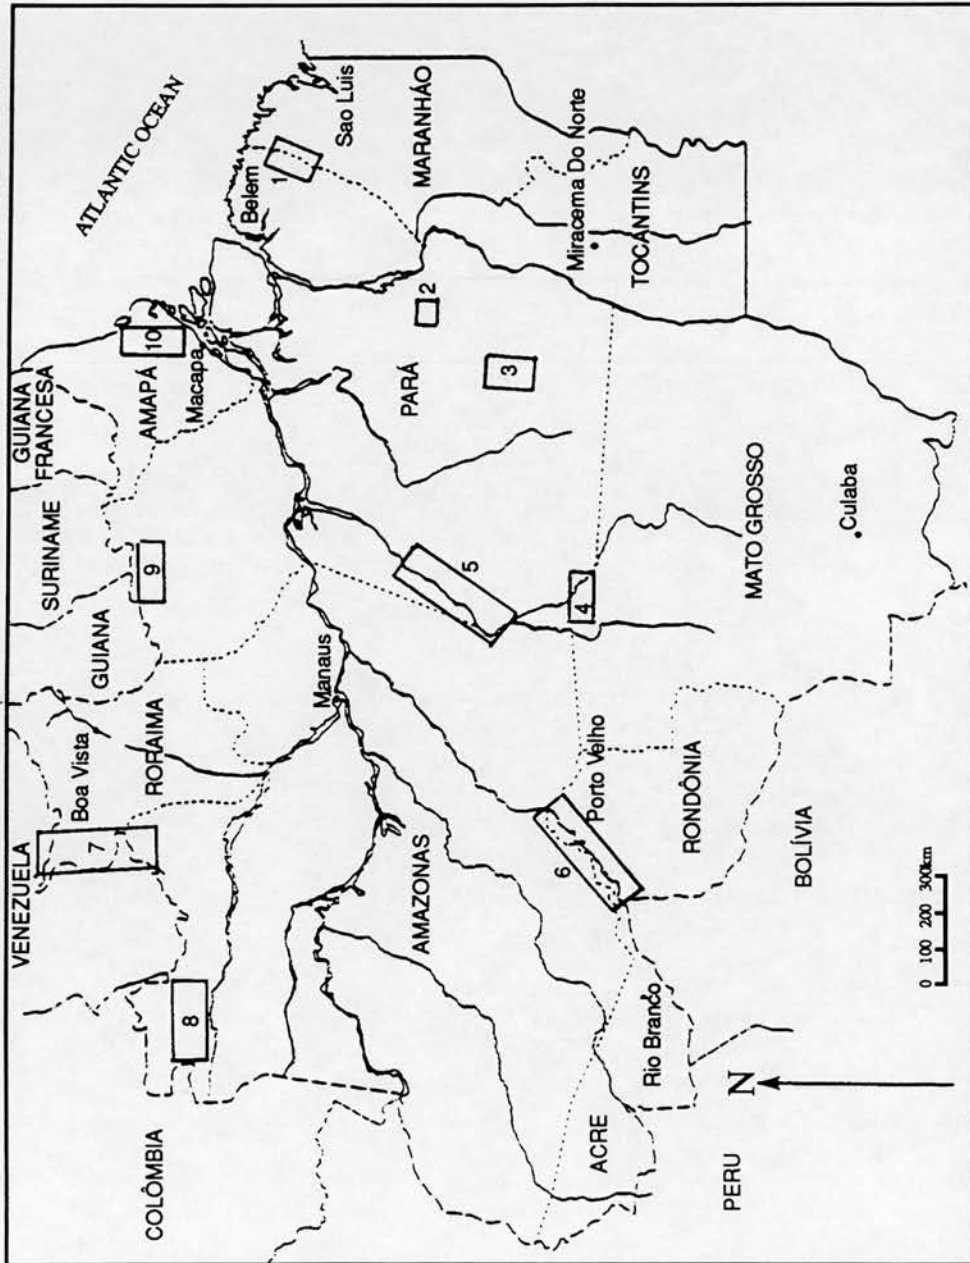 ATLANTIC OCEAN
GUIANA
FRANCESA
SURINAME
GUIANA
VENEZUELA
COLÔMBIA
AMAPÁ
Macapa
10
9
Boa Vista
RORAIMA
7
8
Belem
1
Sao Luis
MARANHÁO
Manaus
AMAZONAS
PARÁ
2
3
5
4
Miracema Do Norte
TOCANTINS
6
Porto Velho
RONDÔNIA
MATO GROSSO
Cuiaba
ACRE
Rio Branco
PERU
BOLÍVIA
N
0 100 200 300km